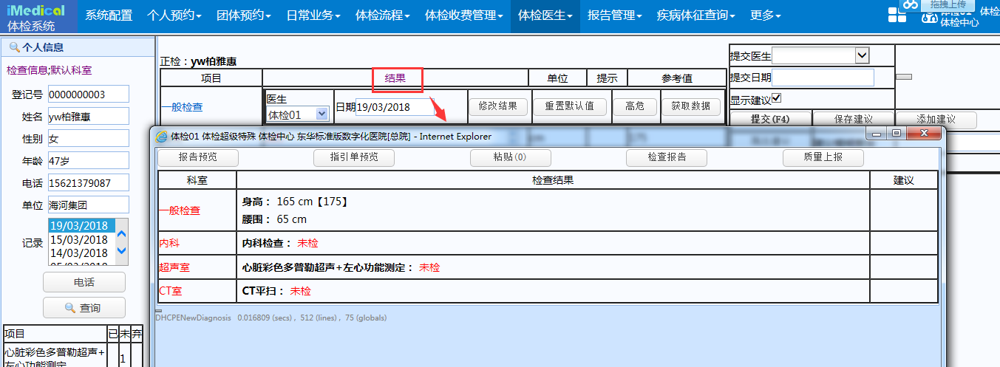 iMedical
体检系统
系统配置 个人预约 团体预约 日常业务 体检流程 体检收费管理 体检医生 报告管理 疾病体征查询 更多
拖拽上传
体检
体检中心
个人信息
检查信息;默认科室
登记号 0000000003
姓名 yw柏雅惠
性别 女
年龄 47岁
电话 15621379087
单位 海河集团
记录
19/03/2018
15/03/2018
14/03/2018
电话
查询
项目 已 未 弃
心脏彩色多普勒超声+ 1
左心功能测定
正检：yw柏雅惠
项目 结果 单位 提示 参考值
一般检查
医生
体检01
日期 19/03/2018
修改结果 重置默认值 高危 获取数据
提交医生
提交日期
显示建议
提交(F4) 保存建议 添加建议
体检01 体检超级特殊 体检中心 东华标准版数字化医院[总院] - Internet Explorer
报告预览 指引单预览 粘贴(0) 检查报告 质量上报
科室 检查结果 建议
一般检查
身高： 165 cm【175】
腰围： 65 cm
内科 内科检查： 未检
超声室 心脏彩色多普勒超声+左心功能测定： 未检
CT室 CT平扫： 未检
DHCPENewDiagnosis 0.016809 (secs) , 512 (lines) , 75 (globals)